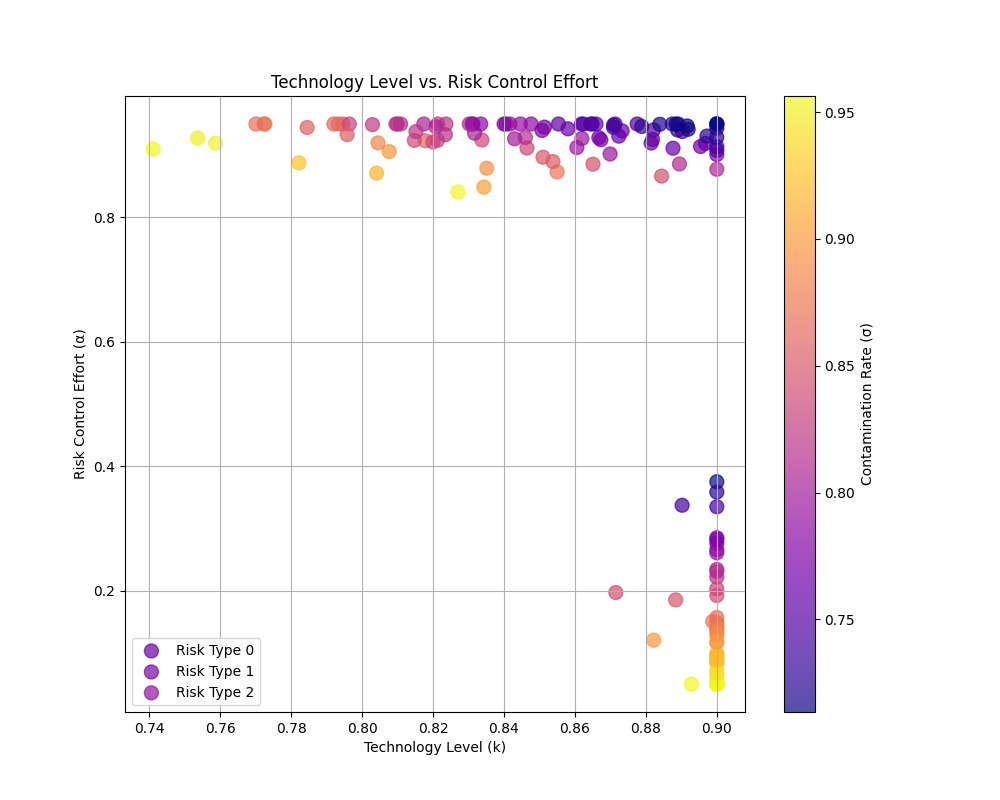 Technology Level vs. Risk Control Effort
Risk Control Effort (α)
0.8
0.6
0.4
0.2
Risk Type 0
Risk Type 1
Risk Type 2
0.74 0.76 0.78 0.80 0.82 0.84 0.86 0.88 0.90
Technology Level (k)
0.95
0.90
0.85
0.80
0.75
Contamination Rate (σ)